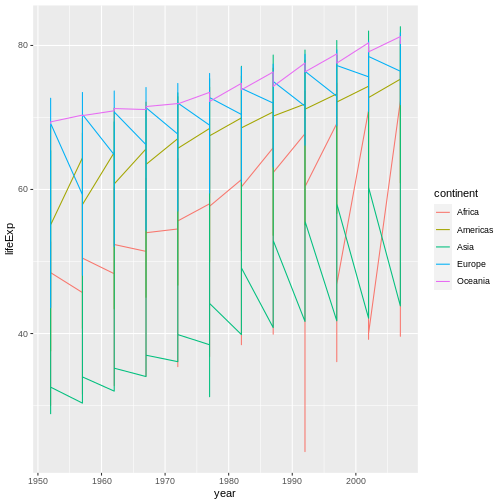 80
60
40
lifeExp
1950
1960
1970
1980
1990
2000
year
continent
Africa
Americas
Asia
Europe
Oceania